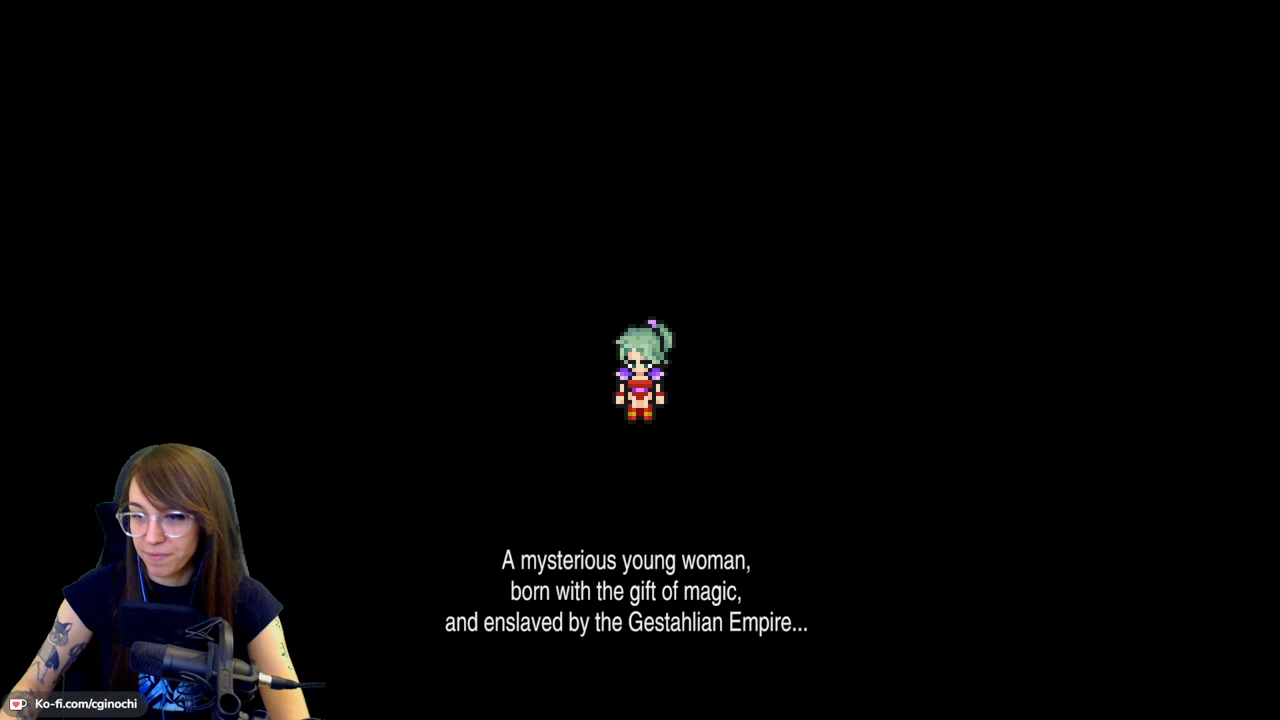 A mysterious young woman,
born with the gift of magic,
and enslaved by the Gestahlian Empire...
Ko-fi.com/cginochi